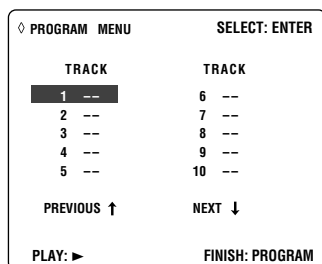 ◊ PROGRAM MENU SELECT: ENTER
TRACK TRACK
1 -- 6 --
2 -- 7 --
3 -- 8 --
4 -- 9 --
5 -- 10 --
PREVIOUS ↑ NEXT ↓
PLAY: ► FINISH: PROGRAM